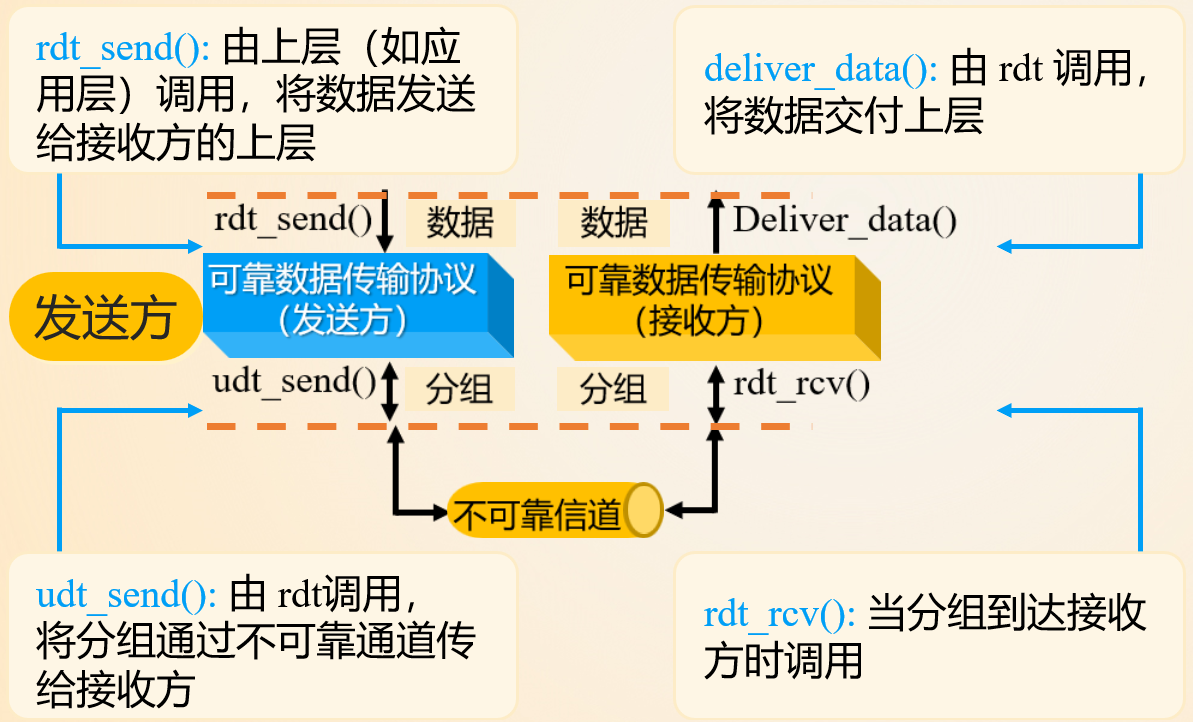 rdt_send(): 由上层（如应
用层）调用，将数据发送
给接收方的上层
deliver_data(): 由 rdt 调用，
将数据交付上层
rdt_send()
数据
数据
Deliver_data()
发送方
可靠数据传输协议
（发送方）
可靠数据传输协议
（接收方）
udt_send()
分组
分组
rdt_rcv()
不可靠信道
udt_send(): 由 rdt调用，
将分组通过不可靠通道传
给接收方
rdt_rcv(): 当分组到达接收
方时调用